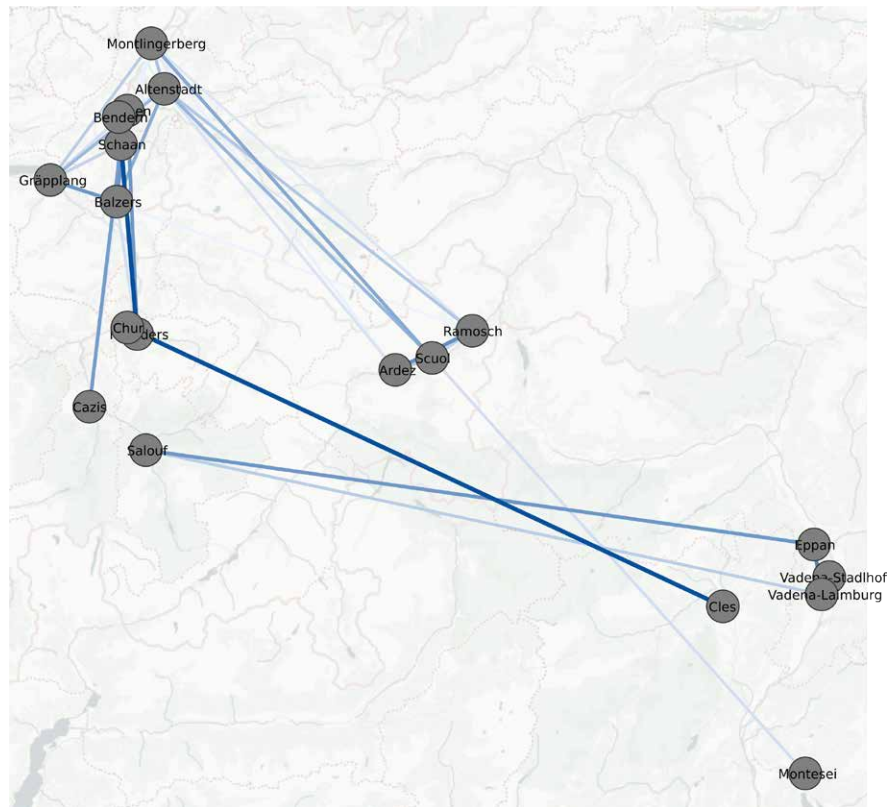 Montlingerberg
Altenstadt
Bendern
Schaan
Gräpplang
Balzers
Chur
Ramosch
Scuol
Ardez
Cazis
Salouf
Eppan
Vadena-Stadlhof
Vadena-Laimburg
Cles
Montesei